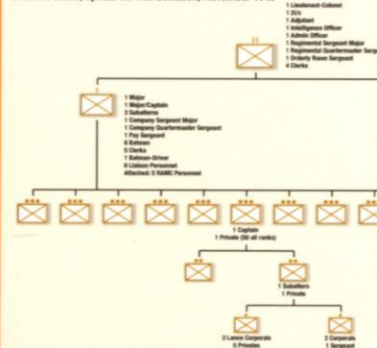 1 Lieutenant-Colonel
1 2i/c
1 Adjutant
1 Intelligence Officer
1 Admin Officer
1 Regimental Sergeant Major
1 Regimental Quartermaster Serge
1 Orderly Room Sergeant
4 Clerks
1 Major
1 Major/Captain
3 Subalterns
1 Company Sergeant Major
1 Company Quartermaster Sergeant
1 Pay Sergeant
6 Batmen
5 Clerks
1 Batman-Driver
6 Liaison Personnel
Attached: 5 RAMC Personnel
1 Captain
1 Private (50 all ranks)
1 Subaltern
1 Private
3 Lance Corporals
5 Privates
2 Corporals
1 Sergeant